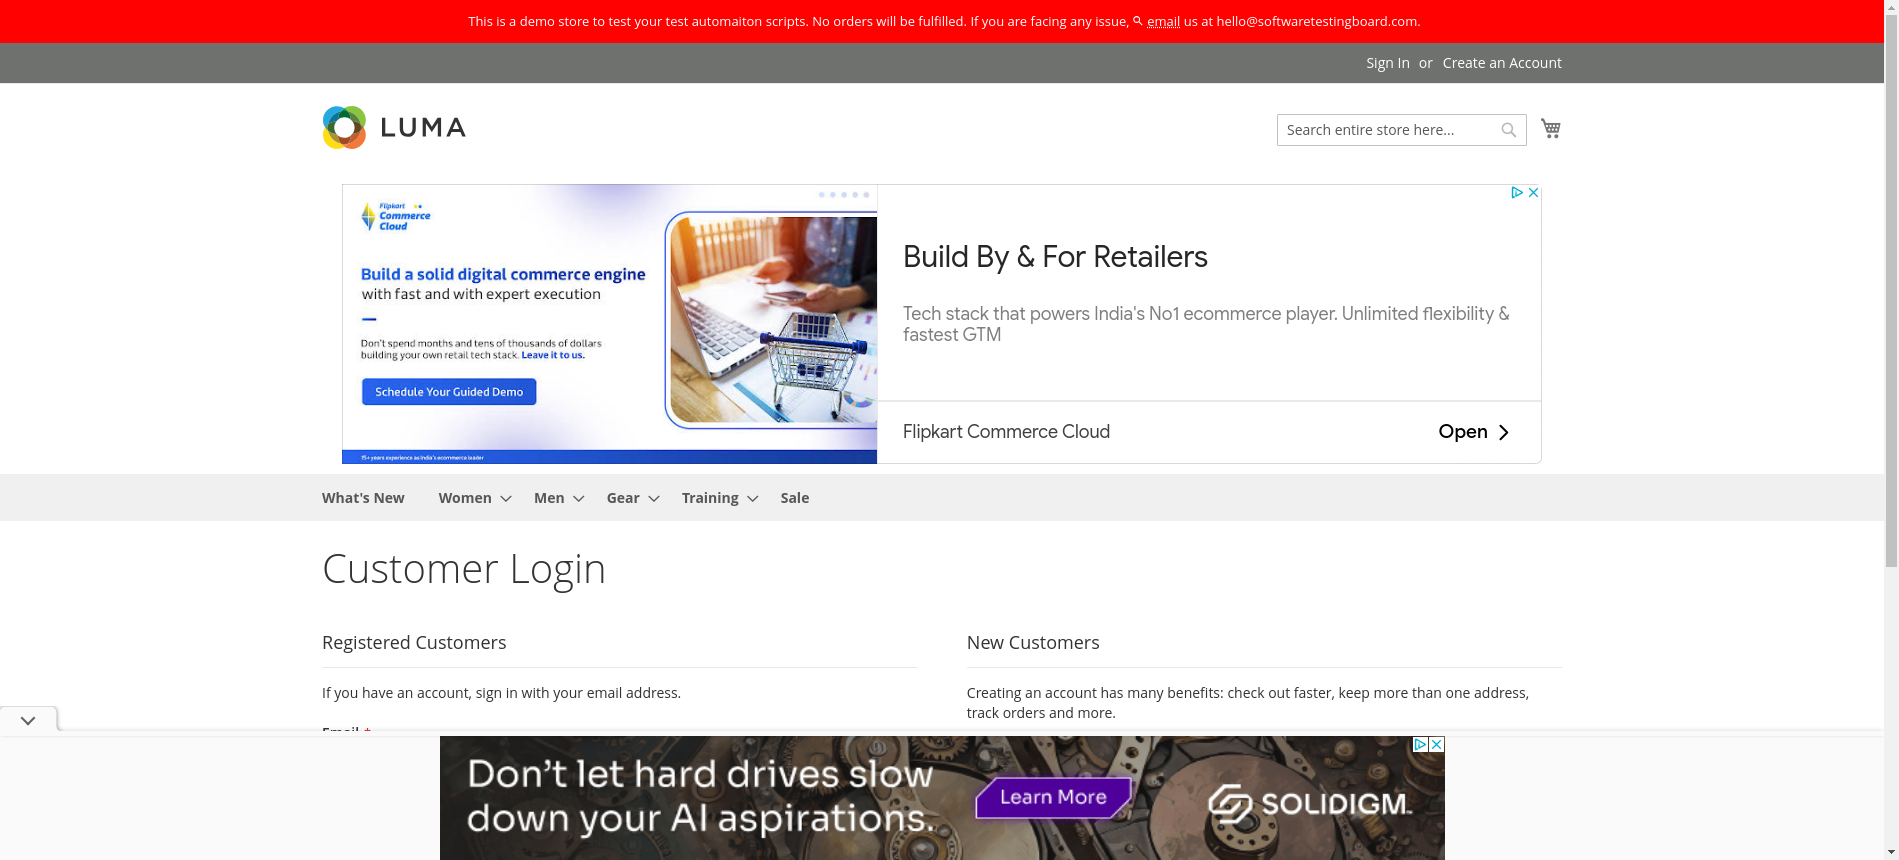 This is a demo store to test your test automaiton scripts. No orders will be fulfilled. If you are facing any issue, email us at hello@softwaretestingboard.com.
Sign In or Create an Account
LUMA
Search entire store here...
Flipkart
Commerce
Cloud
Build a solid digital commerce engine
with fast and with expert execution
Don't spend months and tens of thousands of dollars
building your own retail tech stack. Leave it to us.
Schedule Your Guided Demo
15+ years experience as India's ecommerce leader
Build By & For Retailers
Tech stack that powers India's No1 ecommerce player. Unlimited flexibility &
fastest GTM
Flipkart Commerce Cloud
Open
What's New Women Men Gear Training Sale
Customer Login
Registered Customers
If you have an account, sign in with your email address.
Email *
New Customers
Creating an account has many benefits: check out faster, keep more than one address,
track orders and more.
Don't let hard drives slow
down your AI aspirations.
Learn More
SOLIDIGM